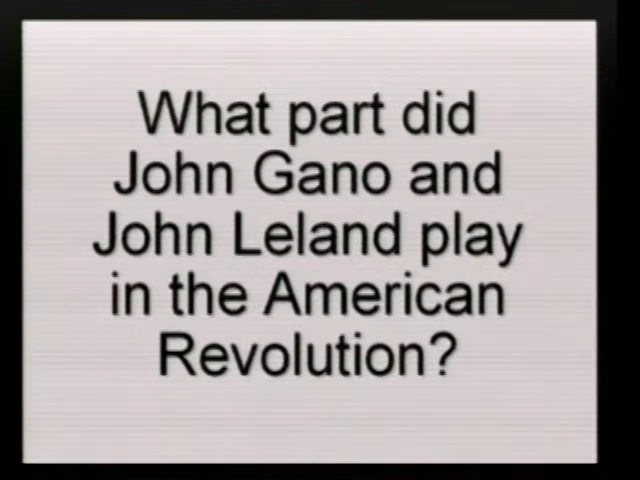 What part did
John Gano and
John Leland play
in the American
Revolution?